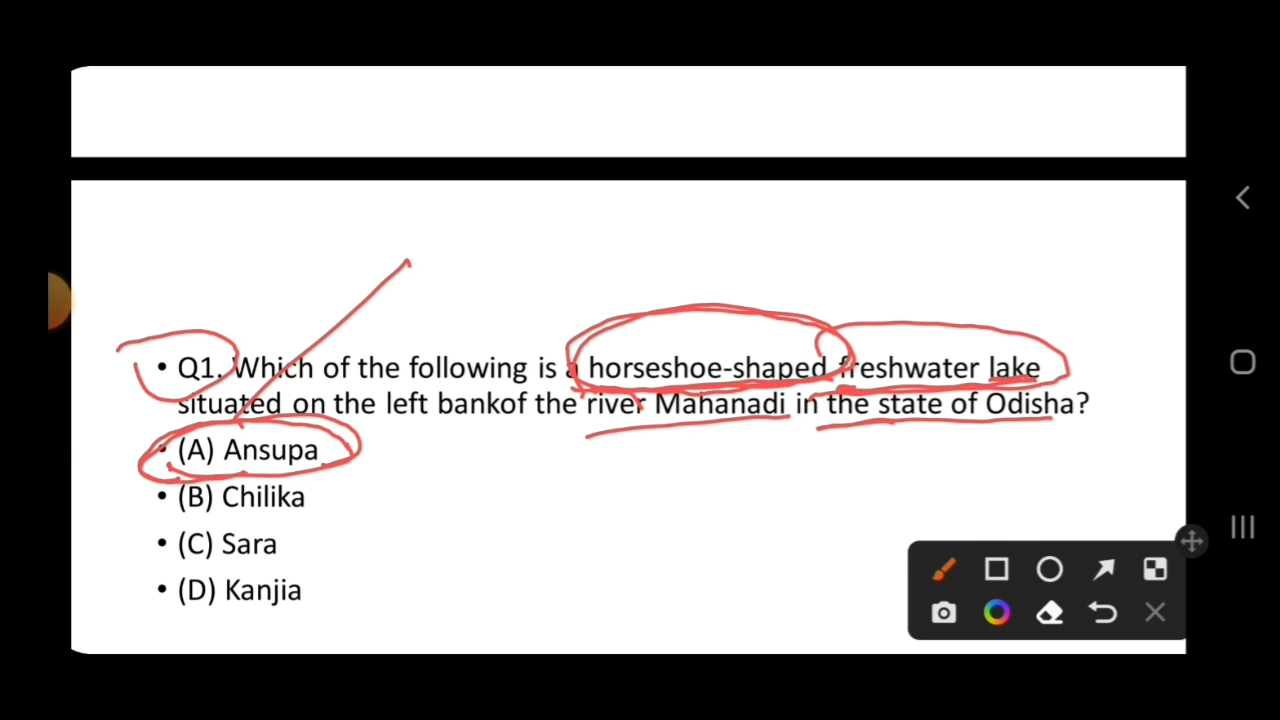 • Q1. Which of the following is a horseshoe-shaped freshwater lake
situated on the left bankof the river Mahanadi in the state of Odisha?
• (A) Ansupa
• (B) Chilika
• (C) Sara
• (D) Kanjia